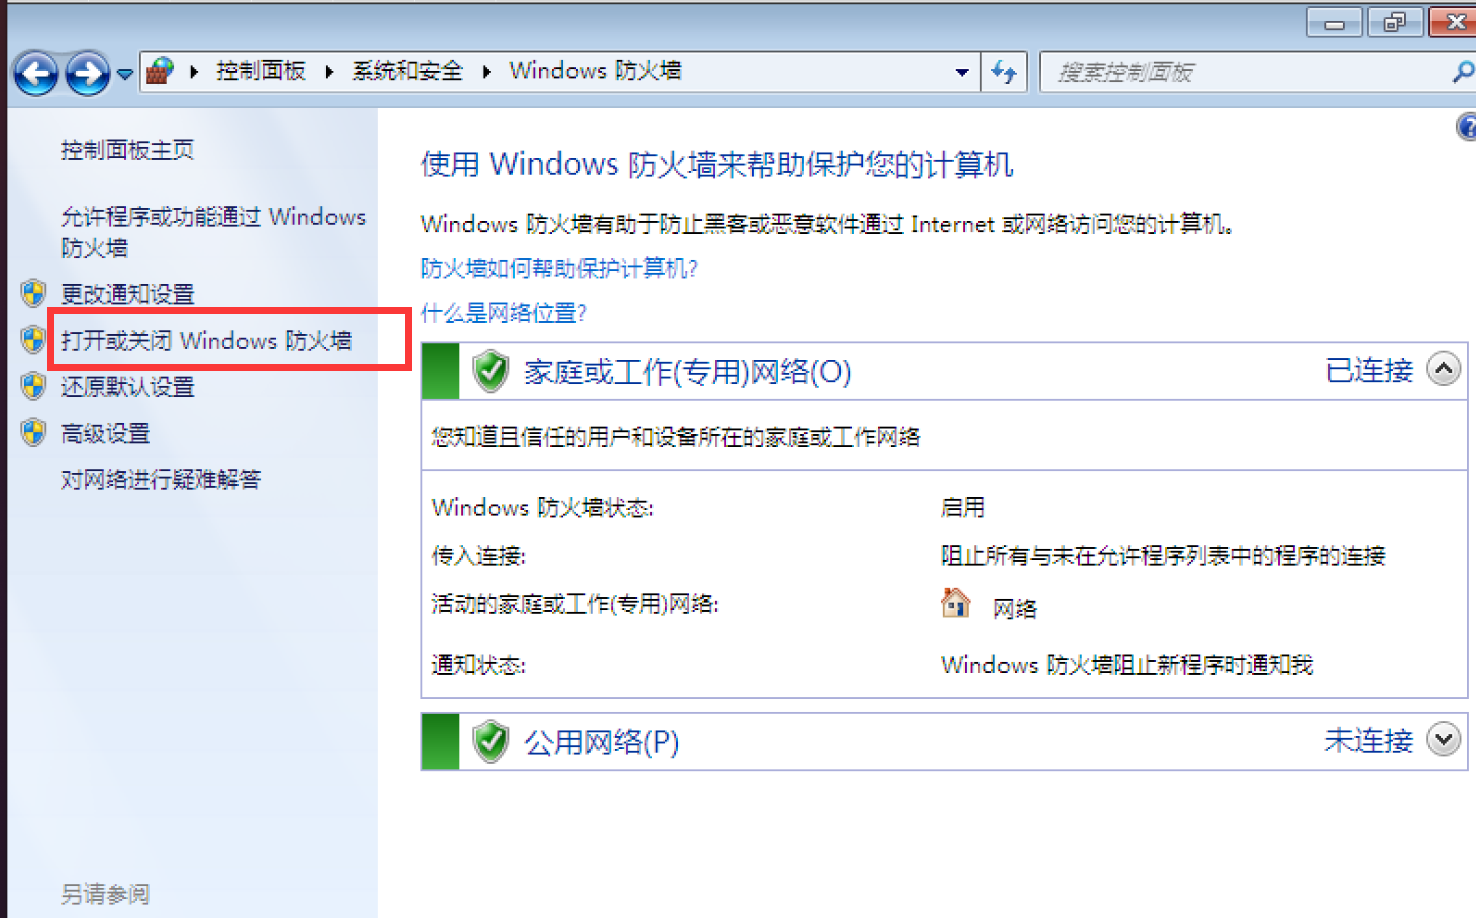 控制面板 系统和安全 Windows 防火墙
搜索控制面板
控制面板主页
允许程序或功能通过 Windows
防火墙
更改通知设置
打开或关闭 Windows 防火墙
还原默认设置
高级设置
对网络进行疑难解答
另请参阅
使用 Windows 防火墙来帮助保护您的计算机
Windows 防火墙有助于防止黑客或恶意软件通过 Internet 或网络访问您的计算机。
防火墙如何帮助保护计算机?
什么是网络位置?
家庭或工作(专用)网络(O) 已连接
您知道且信任的用户和设备所在的家庭或工作网络
Windows 防火墙状态: 启用
传入连接: 阻止所有与未在允许程序列表中的程序的连接
活动的家庭或工作(专用)网络: 网络
通知状态: Windows 防火墙阻止新程序时通知我
公用网络(P) 未连接